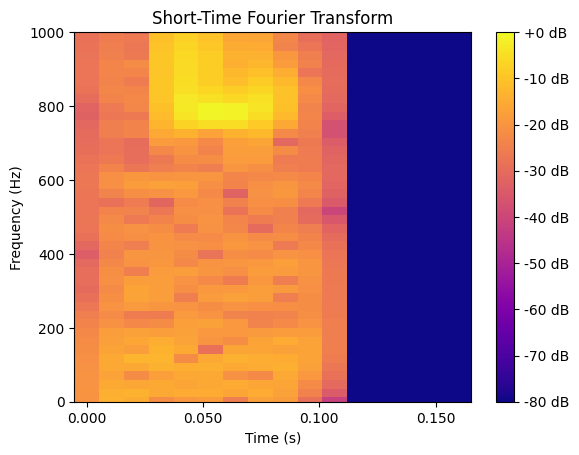 Short-Time Fourier Transform
1000
800
600
400
200
0
Frequency (Hz)
0.000
0.050
0.100
0.150
Time (s)
+0 dB
-10 dB
-20 dB
-30 dB
-40 dB
-50 dB
-60 dB
-70 dB
-80 dB